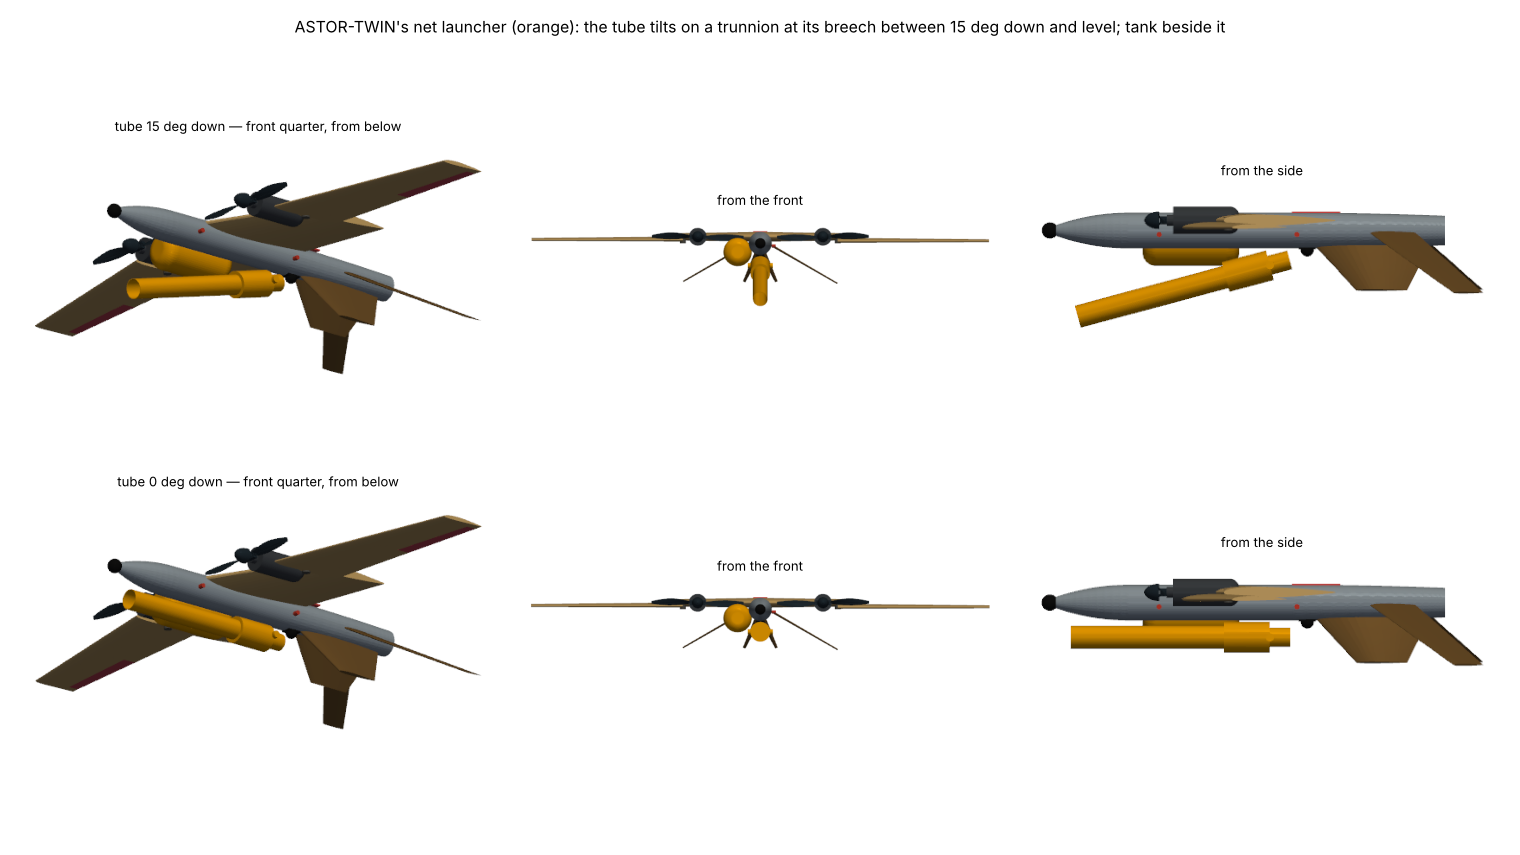 ASTOR-TWIN's net launcher (orange): the tube tilts on a trunnion at its breech between 15 deg down and level; tank beside it
tube 15 deg down — front quarter, from below
from the front
from the side
tube 0 deg down — front quarter, from below
from the front
from the side